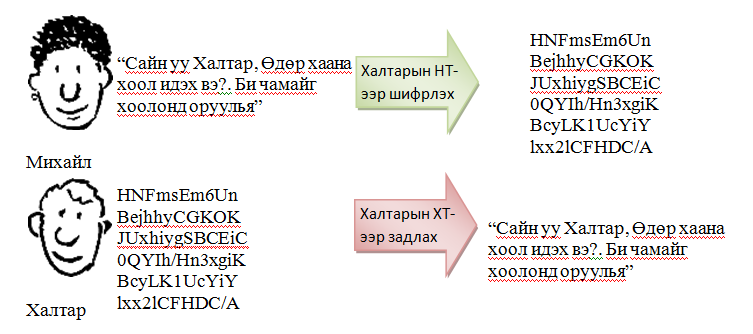 “Сайн уу Халтар, Өдөр хаана
хоол идэх вэ?. Би чамайг
хоолонд оруулья”
Халтарын НТ-
ээр шифрлэх
HNFmsEm6Un
BejhhyCGKOK
JUxhiygSBCEiC
0QYIh/Hn3xgiK
BcyLK1UcYiY
lxx2lCFHDC/A
Михайл
HNFmsEm6Un
BejhhyCGKOK
JUxhiygSBCEiC
0QYIh/Hn3xgiK
BcyLK1UcYiY
lxx2lCFHDC/A
Халтар
Халтарын ХТ-
ээр задлах
“Сайн уу Халтар, Өдөр хаана
хоол идэх вэ?. Би чамайг
хоолонд оруулья”